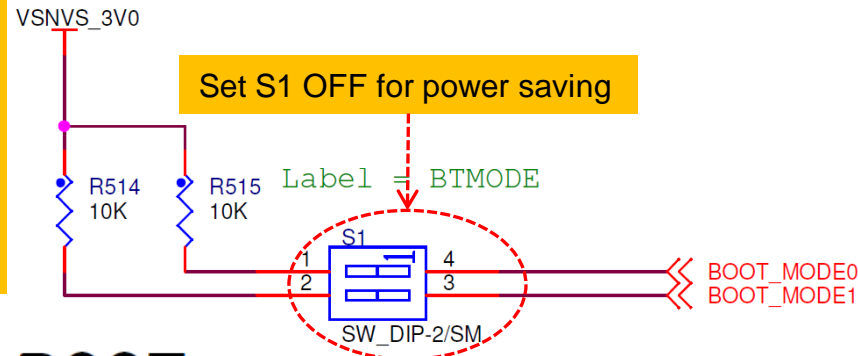 VSNVS_3V0
Set S1 OFF for power saving
Label = BTMODE
R514
10K
R515
10K
S1
1
1
4
2
3
SW_DIP-2/SM
BOOT_MODE0
BOOT_MODE1